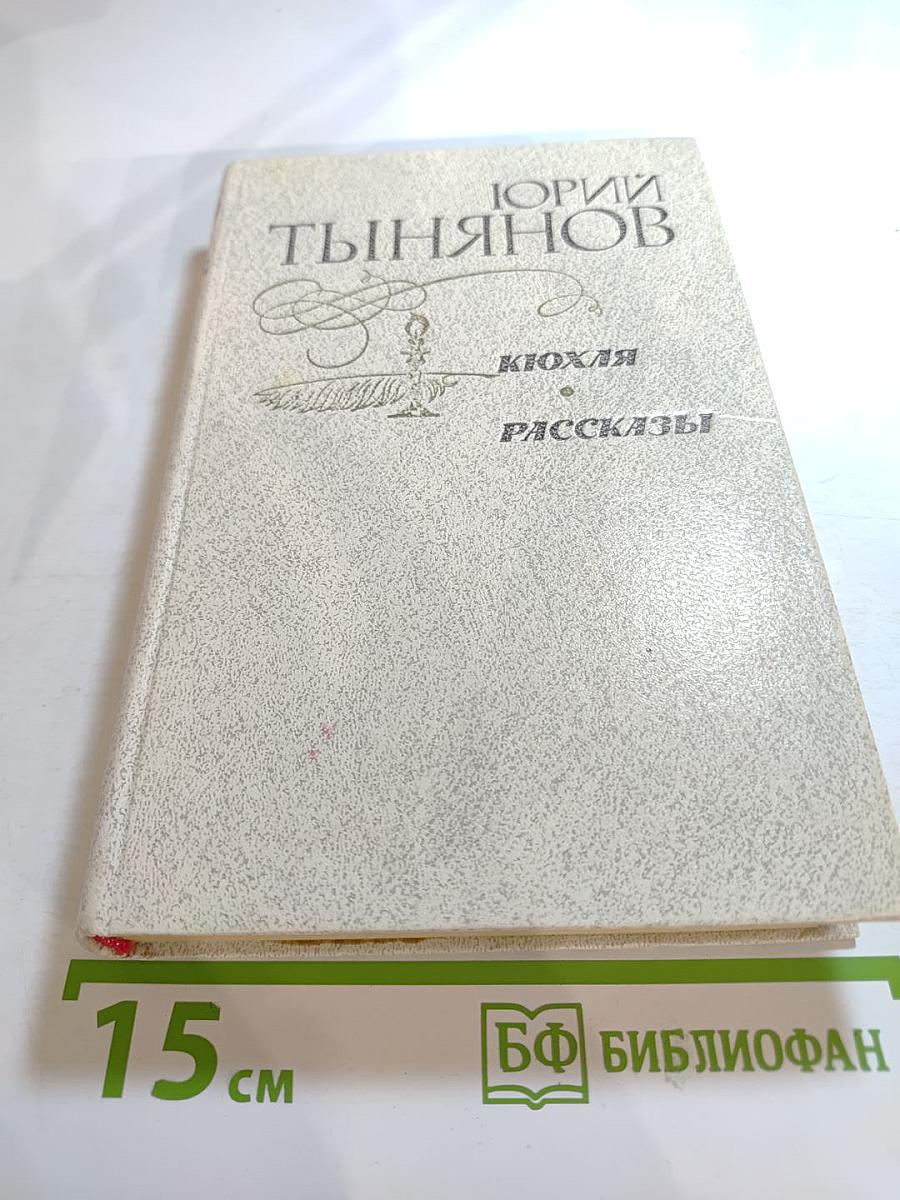 ЮРИЙ
ТЫНЯНОВ
КЮХЛЯ
РАССКАЗЫ
15 см
БФ БИБЛИОФАН